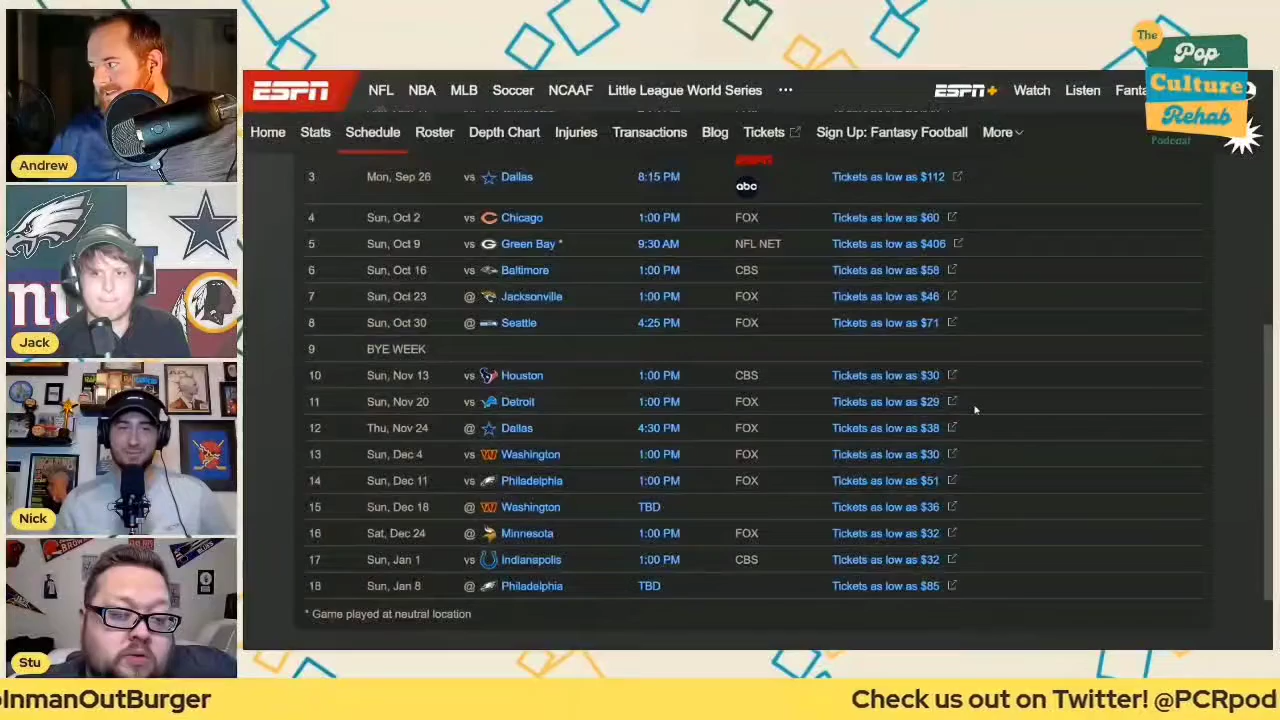 The
Pop
Culture
Rehab
Podcast
ESPN NFL NBA MLB Soccer NCAAF Little League World Series ••• ESPN+ Watch Listen Fanta
Home Stats Schedule Roster Depth Chart Injuries Transactions Blog Tickets Sign Up: Fantasy Football More
ESPN
3 Mon, Sep 26 vs Dallas 8:15 PM abc Tickets as low as $112
4 Sun, Oct 2 vs Chicago 1:00 PM FOX Tickets as low as $60
5 Sun, Oct 9 vs Green Bay * 9:30 AM NFL NET Tickets as low as $406
6 Sun, Oct 16 vs Baltimore 1:00 PM CBS Tickets as low as $58
7 Sun, Oct 23 @ Jacksonville 1:00 PM FOX Tickets as low as $46
8 Sun, Oct 30 @ Seattle 4:25 PM FOX Tickets as low as $71
9 BYE WEEK
10 Sun, Nov 13 vs Houston 1:00 PM CBS Tickets as low as $30
11 Sun, Nov 20 vs Detroit 1:00 PM FOX Tickets as low as $29
12 Thu, Nov 24 @ Dallas 4:30 PM FOX Tickets as low as $38
13 Sun, Dec 4 vs Washington 1:00 PM FOX Tickets as low as $30
14 Sun, Dec 11 vs Philadelphia 1:00 PM FOX Tickets as low as $51
15 Sun, Dec 18 @ Washington TBD Tickets as low as $36
16 Sat, Dec 24 @ Minnesota 1:00 PM FOX Tickets as low as $32
17 Sun, Jan 1 vs Indianapolis 1:00 PM CBS Tickets as low as $32
18 Sun, Jan 8 @ Philadelphia TBD Tickets as low as $85
* Game played at neutral location
Andrew
Jack
Nick
Stu
InmanOutBurger Check us out on Twitter! @PCRpod